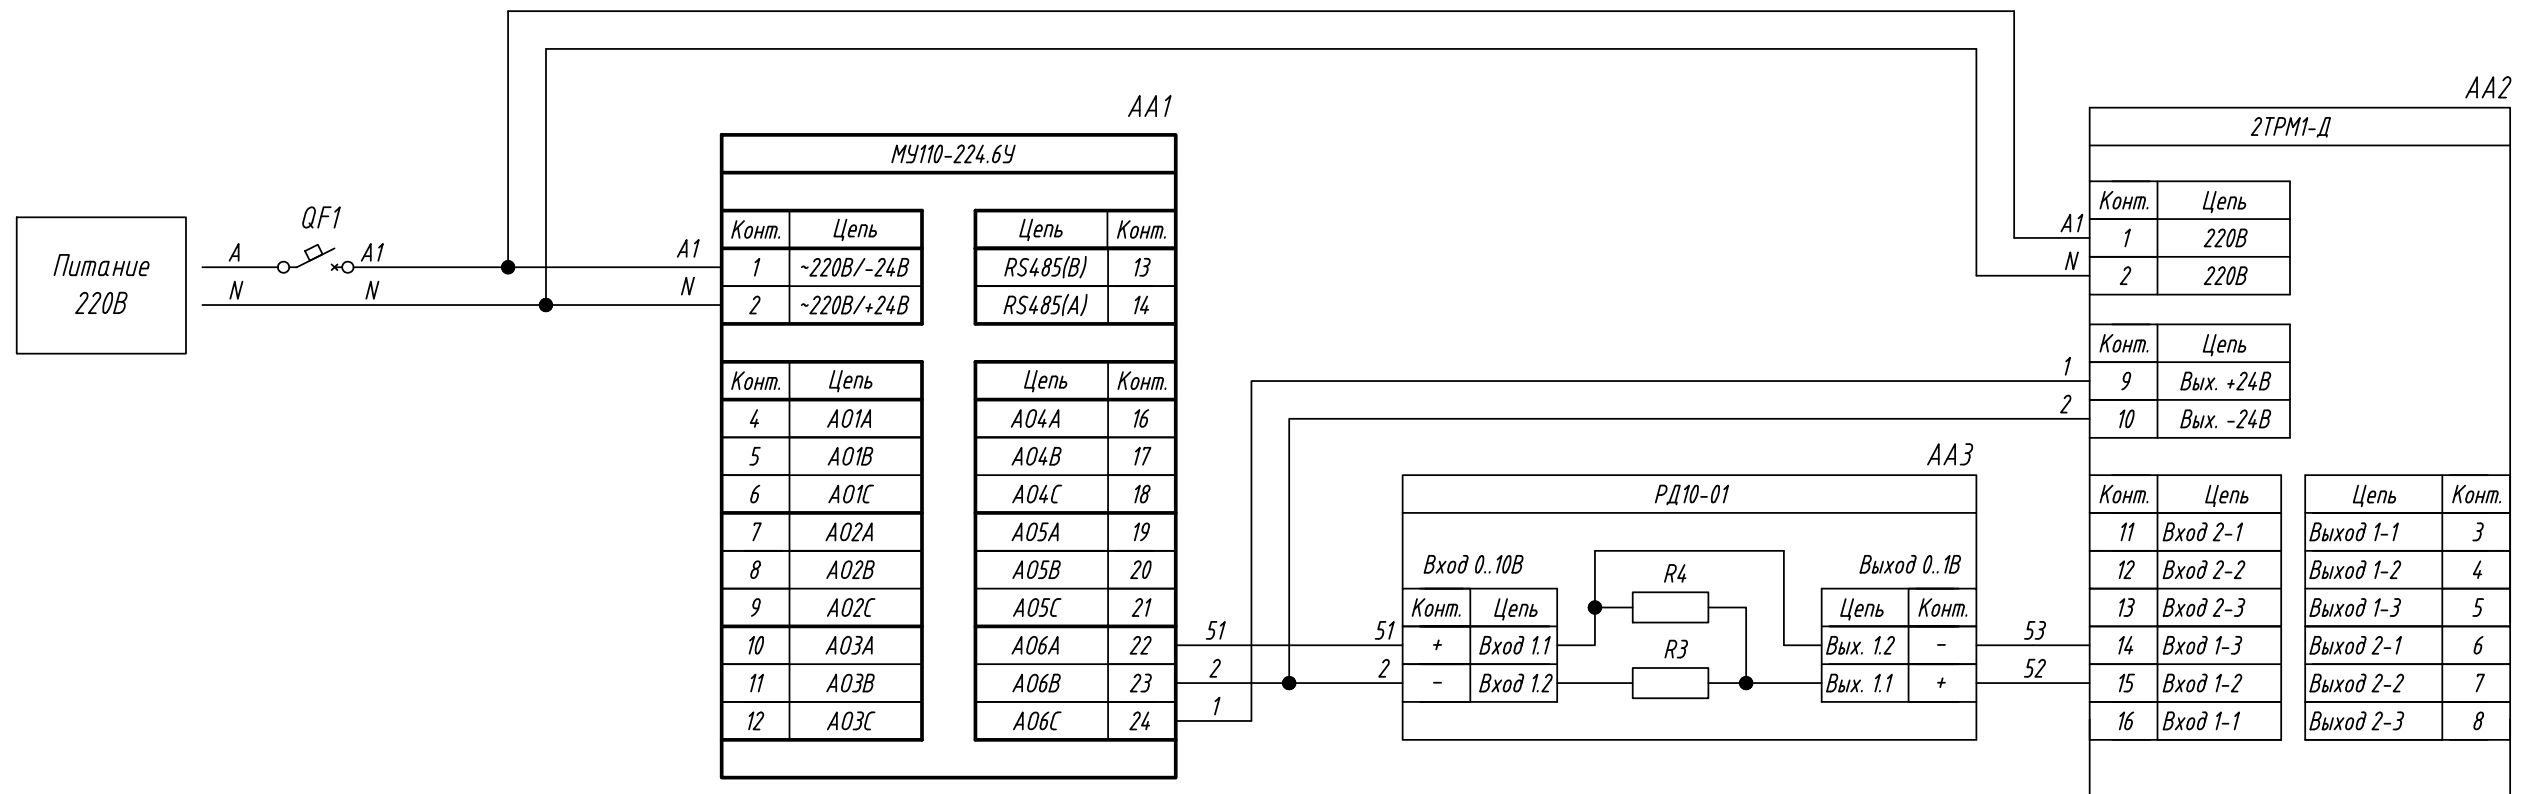 Питание
220В
A
N
QF1
A1
N
A1
N
AA1
МУ110-224.6У
Конт. Цепь
1 ~220В/-24В
2 ~220В/+24В
Цепь Конт.
RS485(B) 13
RS485(A) 14
Конт. Цепь
4 AO1A
5 AO1B
6 AO1C
7 AO2A
8 AO2B
9 AO2C
10 AO3A
11 AO3B
12 AO3C
Цепь Конт.
AO4A 16
AO4B 17
AO4C 18
AO5A 19
AO5B 20
AO5C 21
AO6A 22
AO6B 23
AO6C 24
51
2
1
51
2
AA3
РД10-01
Вход 0..10В
Конт. Цепь
+ Вход 1.1
- Вход 1.2
R4
R3
Выход 0..1В
Цепь Конт.
Вых. 1.2 -
Вых. 1.1 +
53
52
AA2
2ТРМ1-Д
A1
N
Конт. Цепь
1 220В
2 220В
1
2
Конт. Цепь
9 Вых. +24В
10 Вых. -24В
Конт. Цепь
11 Вход 2-1
12 Вход 2-2
13 Вход 2-3
14 Вход 1-3
15 Вход 1-2
16 Вход 1-1
Цепь Конт.
Выход 1-1 3
Выход 1-2 4
Выход 1-3 5
Выход 2-1 6
Выход 2-2 7
Выход 2-3 8